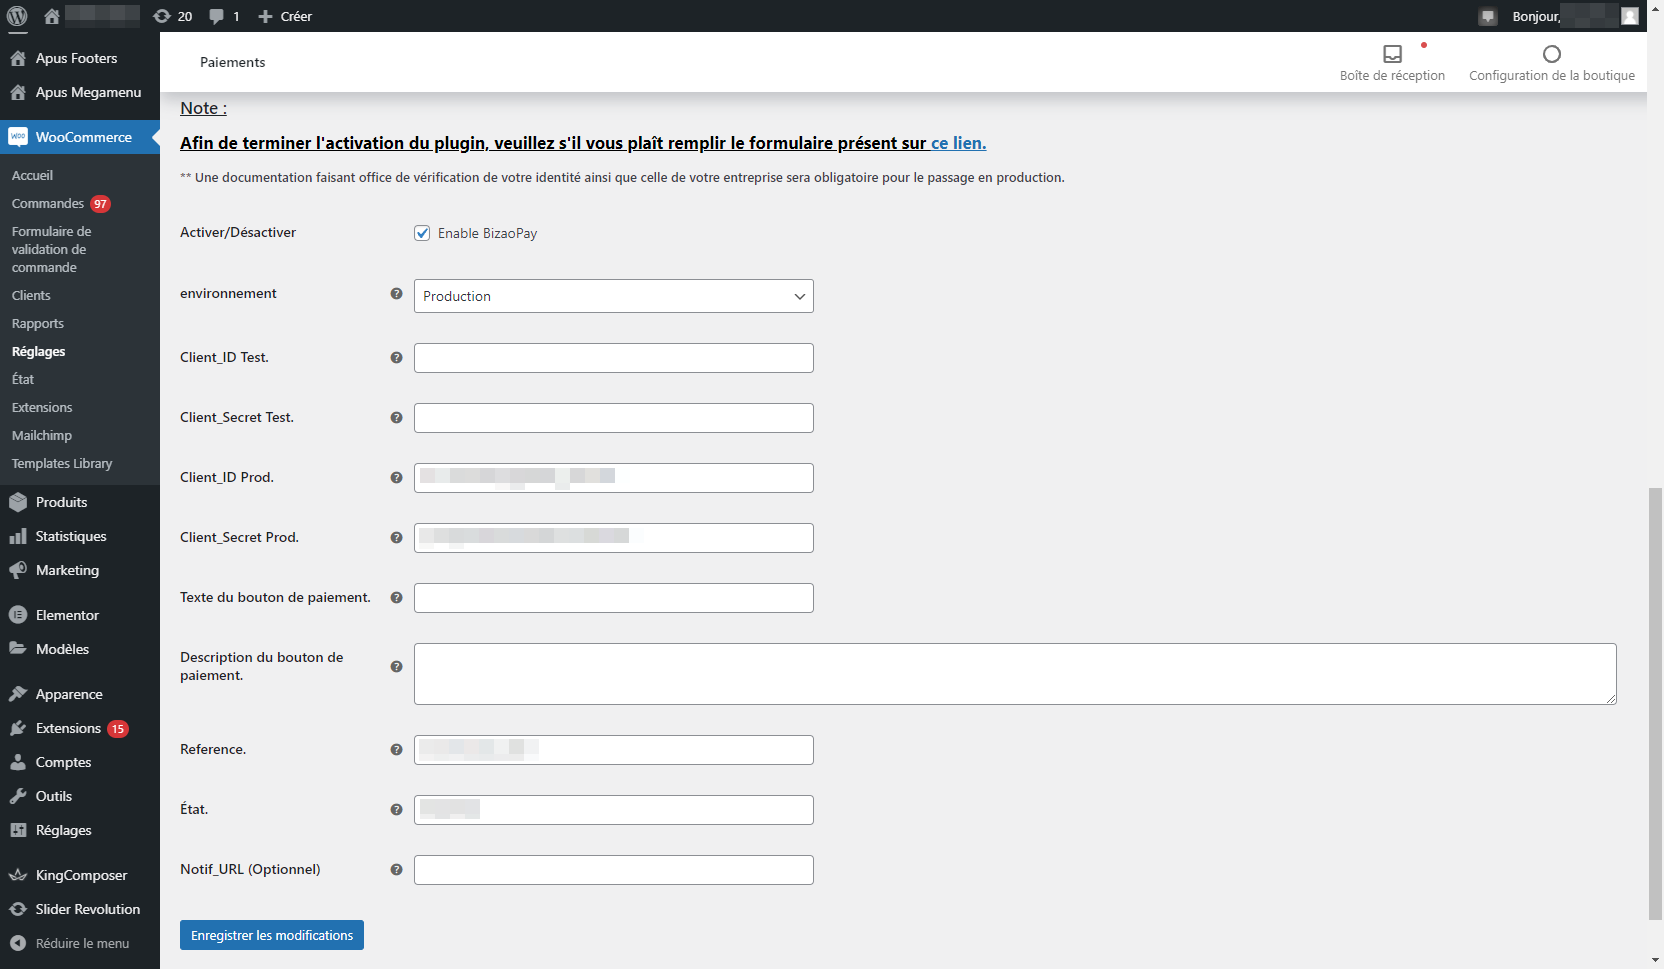 20
1
Créer
Bonjour,
Apus Footers
Apus Megamenu
WooCommerce
Accueil
Commandes 97
Formulaire de
validation de
commande
Clients
Rapports
Réglages
État
Extensions
Mailchimp
Templates Library
Produits
Statistiques
Marketing
Elementor
Modèles
Apparence
Extensions 15
Comptes
Outils
Réglages
KingComposer
Slider Revolution
Réduire le menu
Paiements
Boîte de réception
Configuration de la boutique
Note :
Afin de terminer l'activation du plugin, veuillez s'il vous plaît remplir le formulaire présent sur ce lien.
** Une documentation faisant office de vérification de votre identité ainsi que celle de votre entreprise sera obligatoire pour le passage en production.
Activer/Désactiver
Enable BizaoPay
environnement
Production
Client_ID Test.
Client_Secret Test.
Client_ID Prod.
Client_Secret Prod.
Texte du bouton de paiement.
Description du bouton de
paiement.
Reference.
État.
Notif_URL (Optionnel)
Enregistrer les modifications